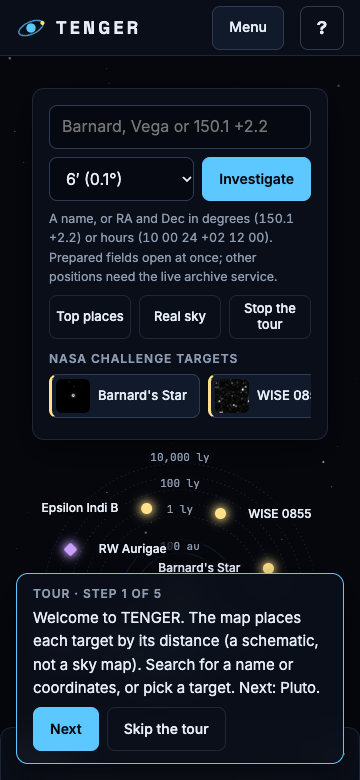 TENGER
Menu
?
Barnard, Vega or 150.1 +2.2
6′ (0.1°)
Investigate
A name, or RA and Dec in degrees (150.1
+2.2) or hours (10 00 24 +02 12 00).
Prepared fields open at once; other
positions need the live archive service.
Top places
Real sky
Stop the
tour
NASA CHALLENGE TARGETS
Barnard's Star
WISE 08
10,000 ly
100 ly
Epsilon Indi B
1 ly
WISE 0855
RW Aurigae
0 au
Barnard's Star
TOUR · STEP 1 OF 5
Welcome to TENGER. The map places
each target by its distance (a schematic,
not a sky map). Search for a name or
coordinates, or pick a target. Next: Pluto.
Next
Skip the tour